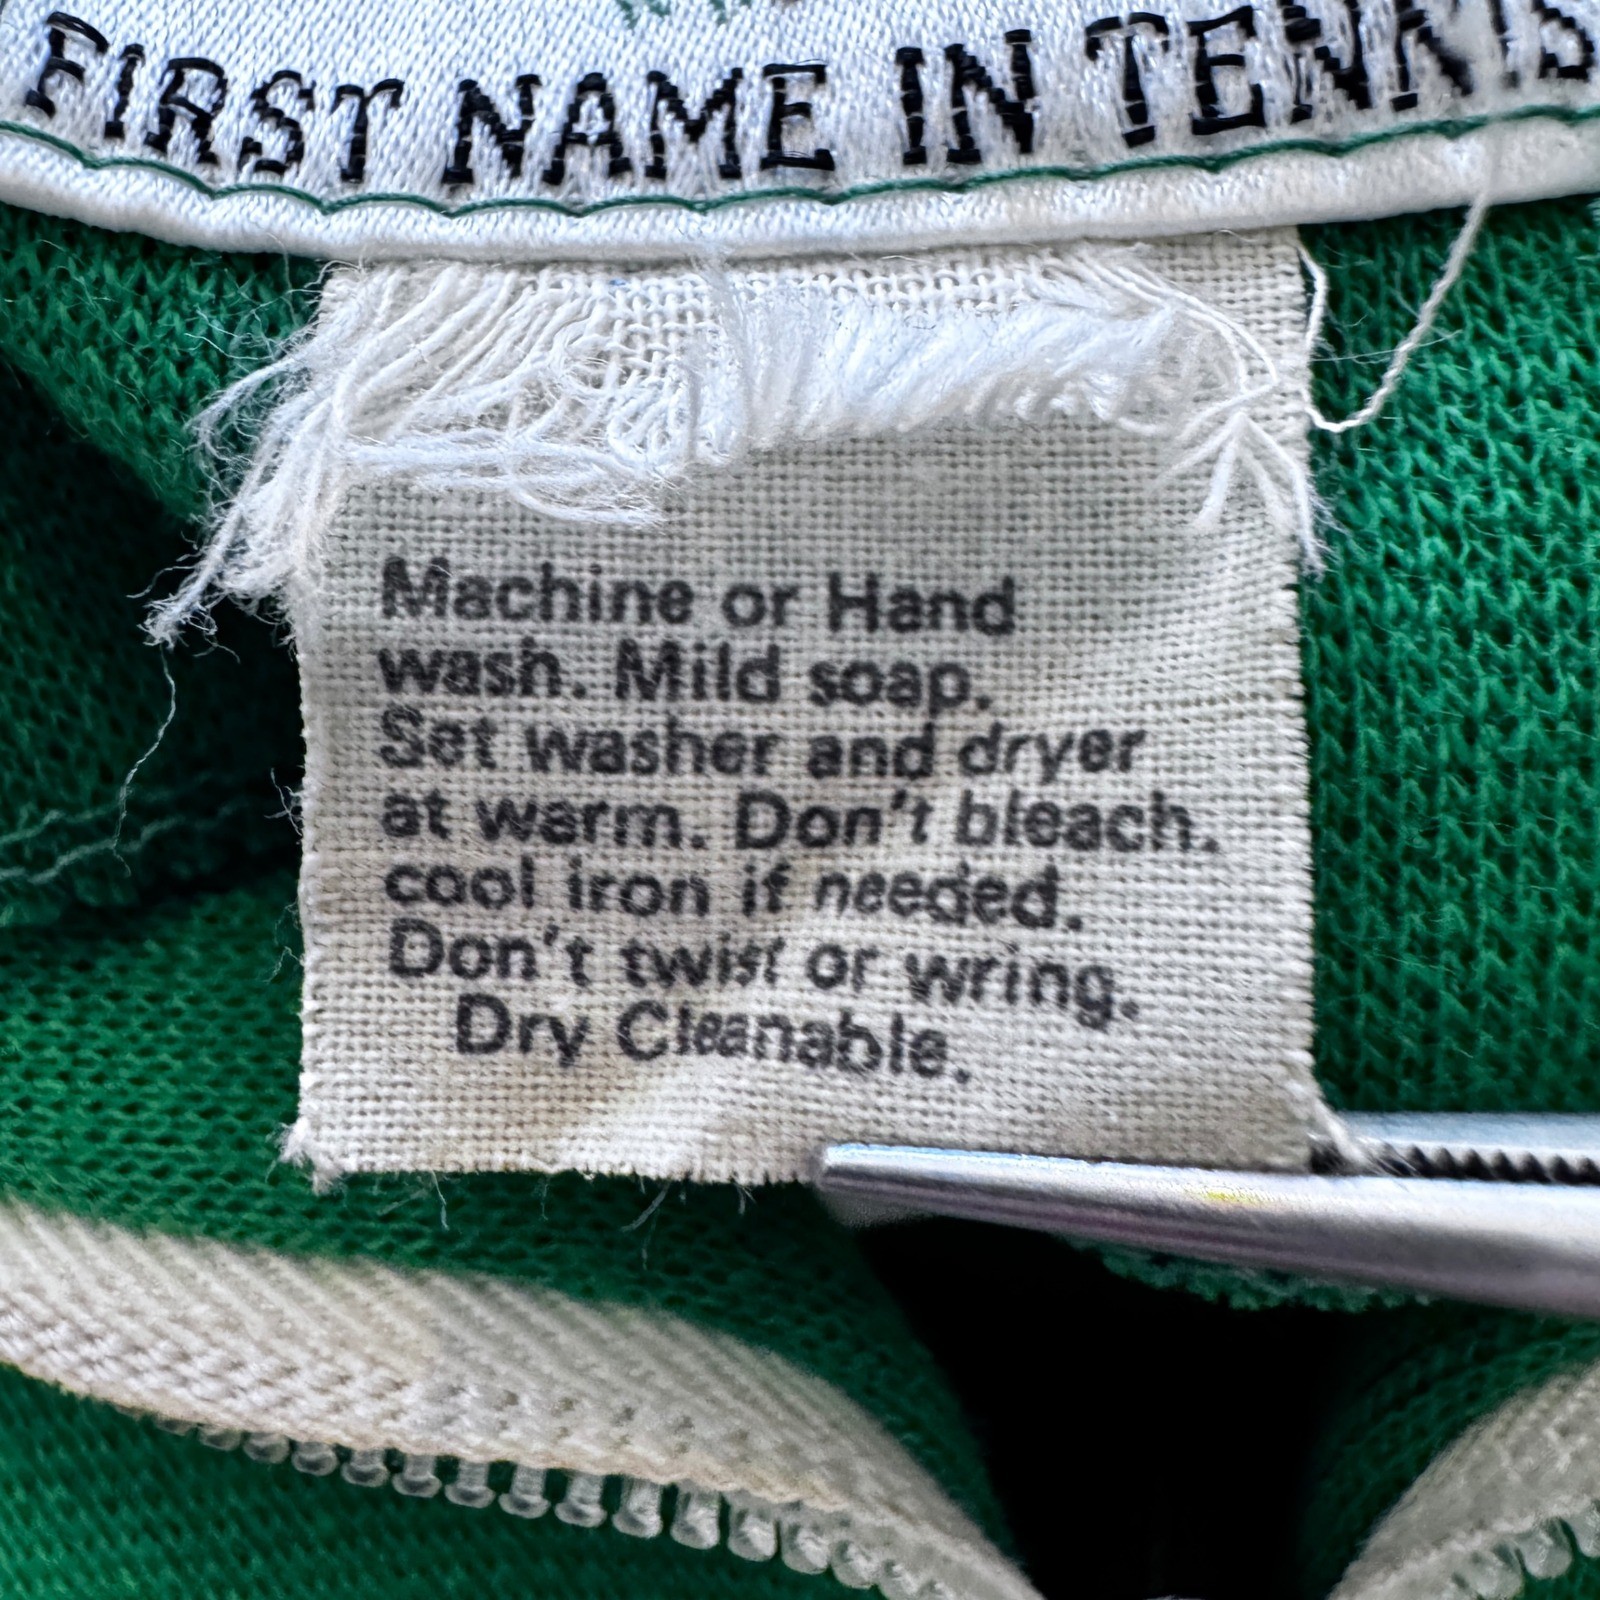 FIRST NAME IN TENNIS
Machine or Hand
wash. Mild soap.
Set washer and dryer
at warm. Don't bleach.
cool iron if needed.
Don't twist or wring.
Dry Cleanable.